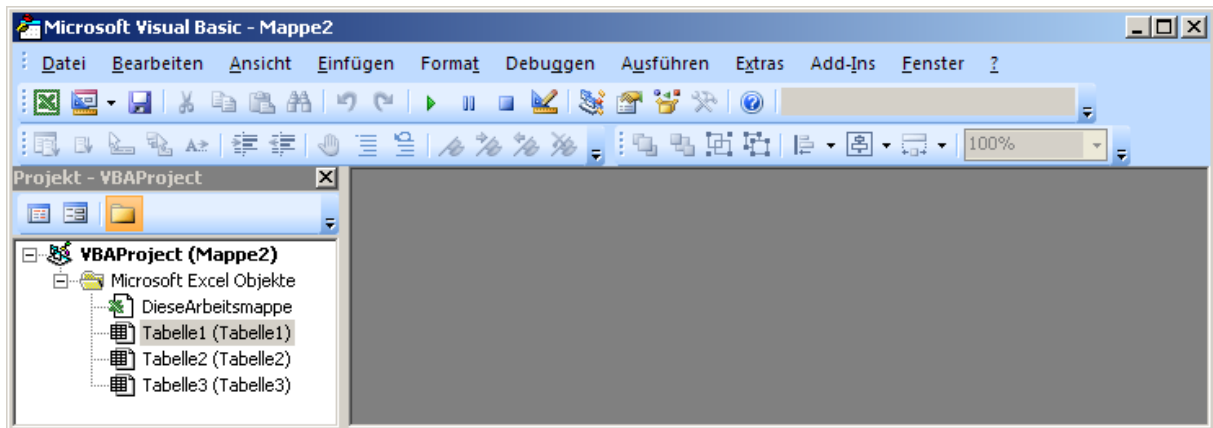 Microsoft Visual Basic - Mappe2
Datei Bearbeiten Ansicht Einfügen Format Debuggen Ausführen Extras Add-Ins Fenster ?
100%
Projekt - VBAProject
VBAProject (Mappe2)
Microsoft Excel Objekte
DieseArbeitsmappe
Tabelle1 (Tabelle1)
Tabelle2 (Tabelle2)
Tabelle3 (Tabelle3)